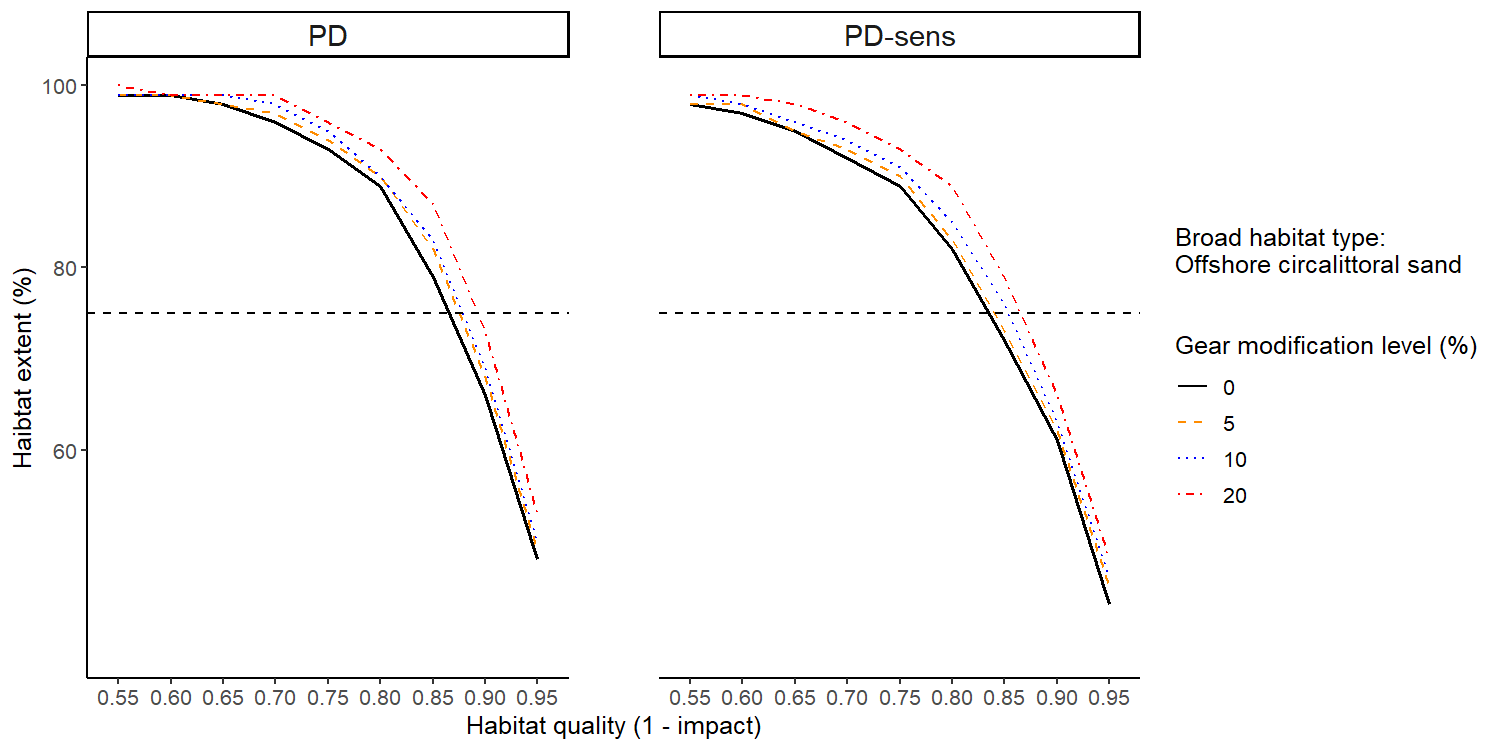 PD
PD-sens
100
80
60
Haibtat extent (%)
0.55 0.60 0.65 0.70 0.75 0.80 0.85 0.90 0.95
0.55 0.60 0.65 0.70 0.75 0.80 0.85 0.90 0.95
Habitat quality (1 - impact)
Broad habitat type:
Offshore circalittoral sand
Gear modification level (%)
0
5
10
20